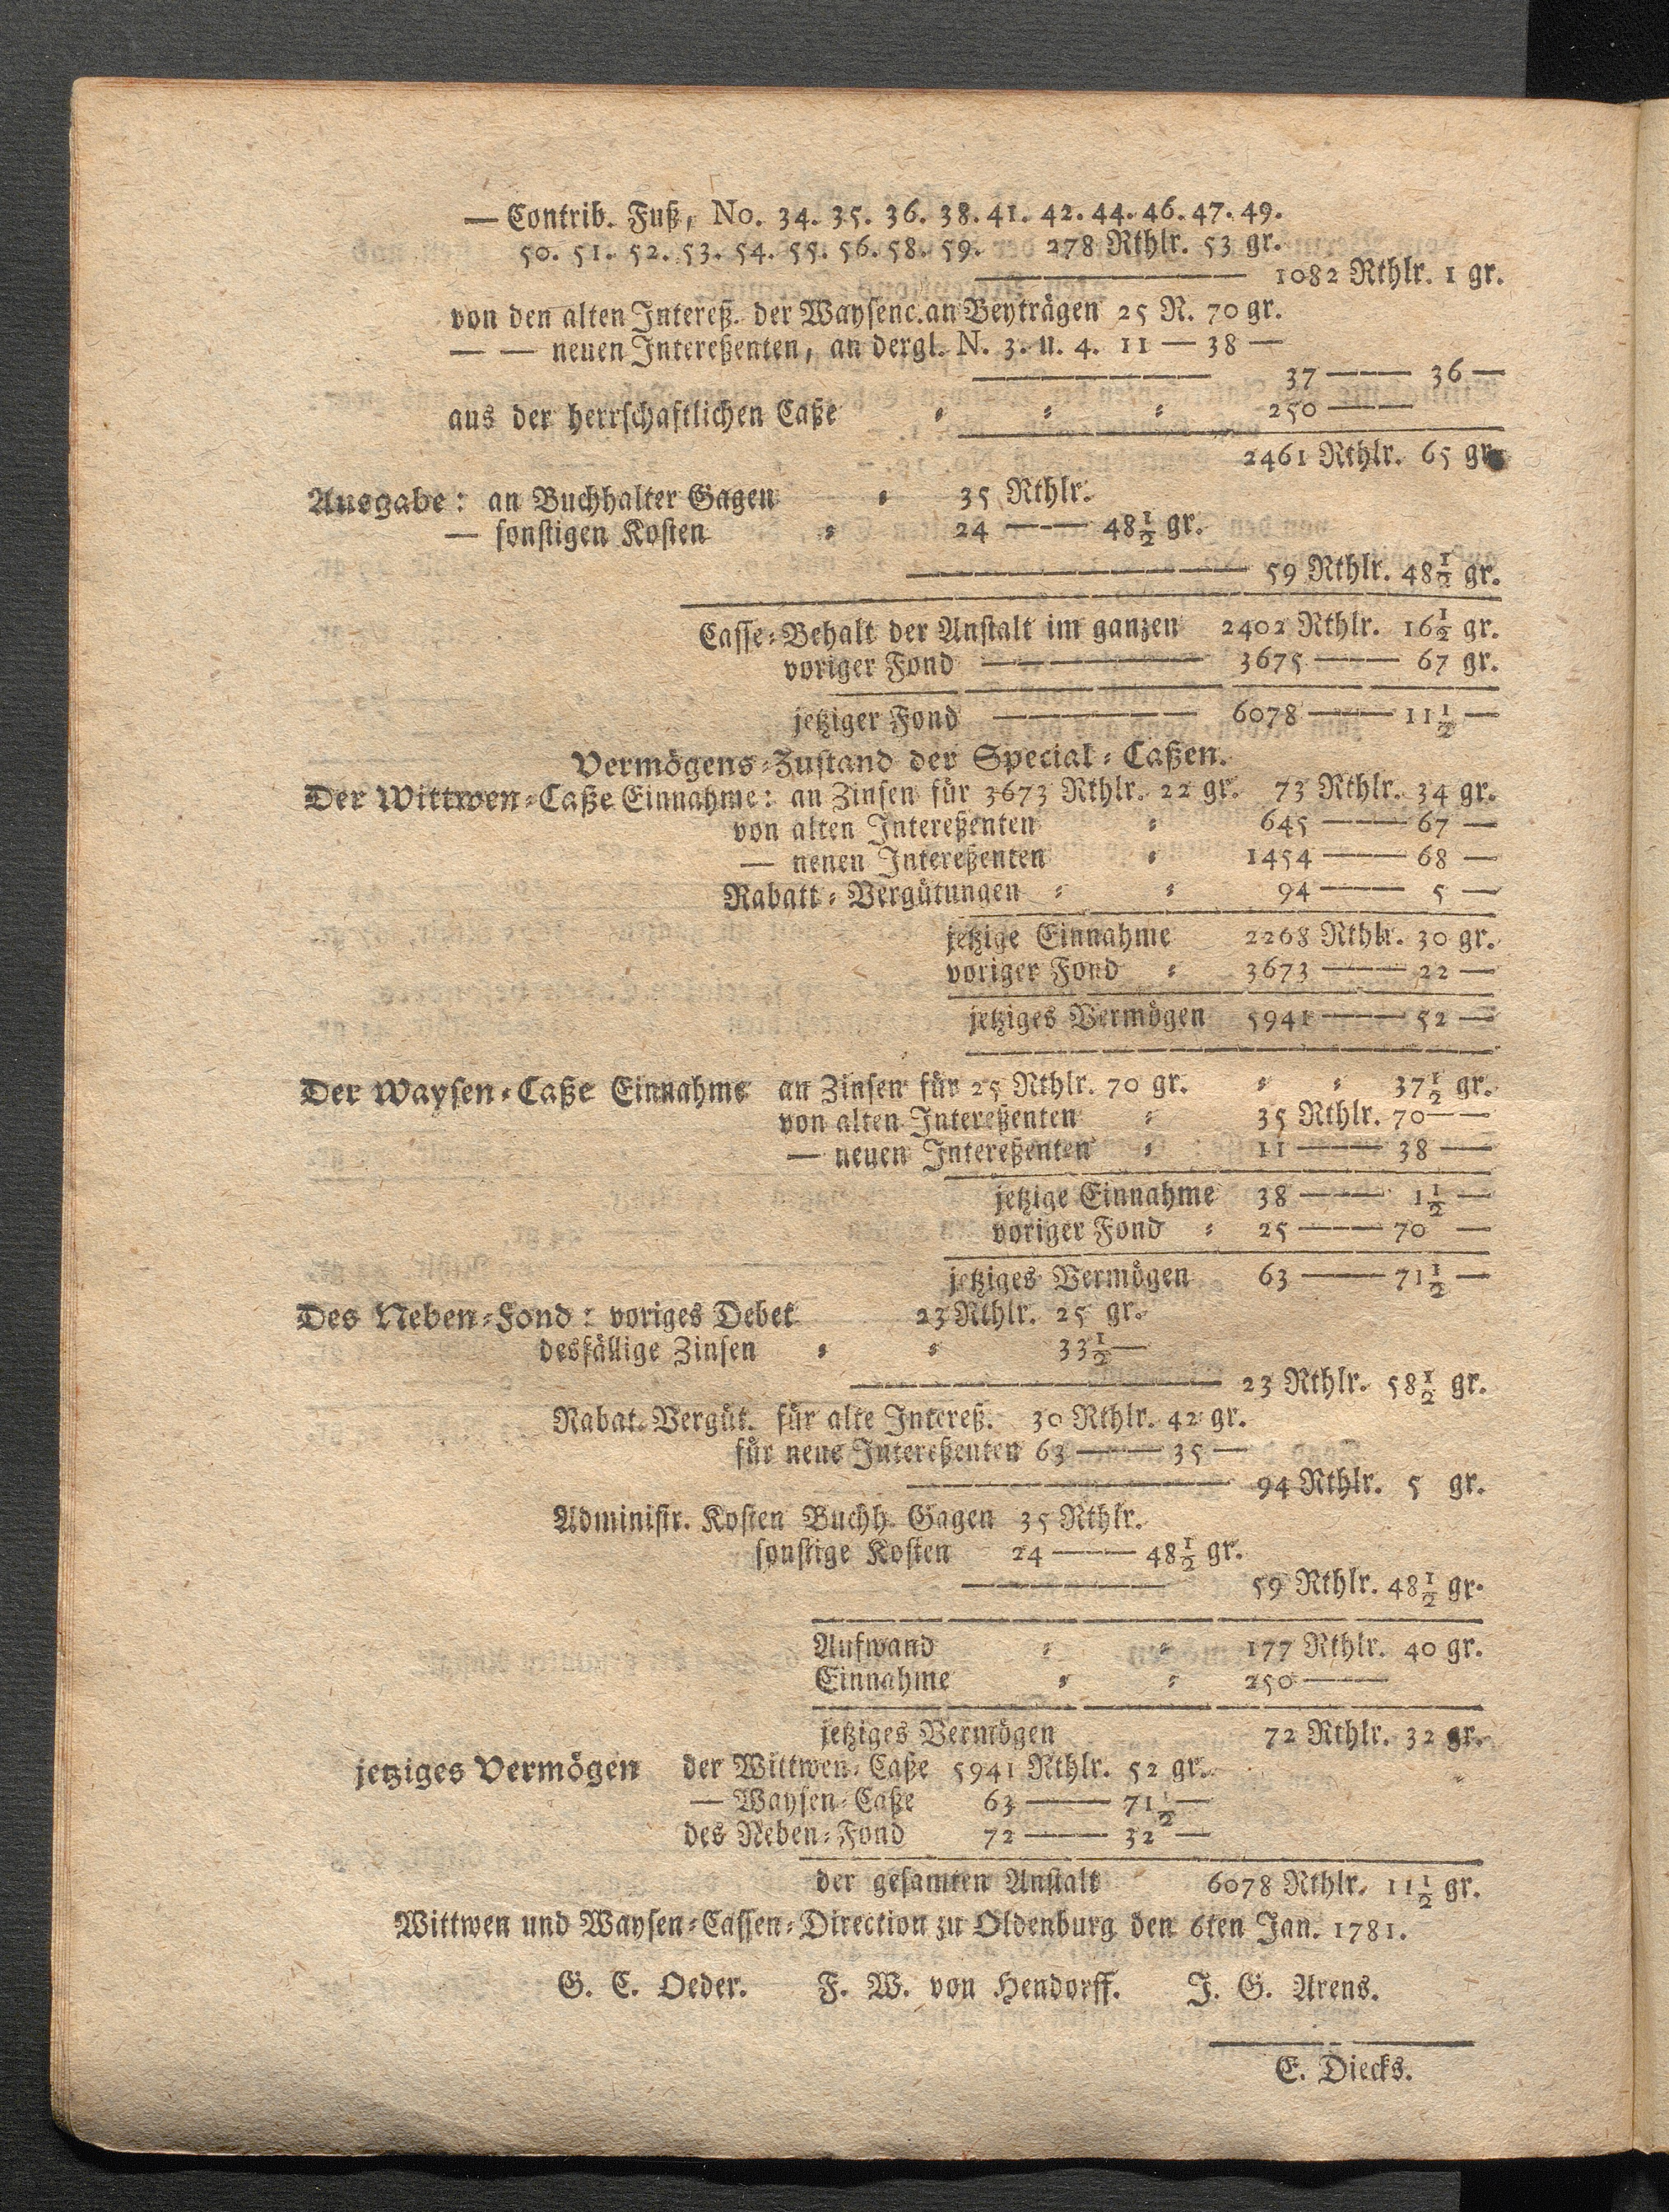 — Contrib. Fuß, No. 34. 35. 36. 38. 41. 42. 44. 46. 47. 49.
50. 51. 52. 53. 54. 55. 56. 58. 59. 278 Rthlr. 53 gr.
——— 1082 Rthlr. 1 gr.
von den alten Intereß. der Waysenc. an Beyträgen 25 R. 70 gr.
— — neuen Intereßenten, an dergl. N. 3. u. 4. 11 — 38 —
——— 37 —— 36 —
aus der herrschaftlichen Caße = = = 250 ——
2461 Rthlr. 65 gr.
Ausgabe: an Buchhalter Gagen = 35 Rthlr.
— sonstigen Kosten = 24 —— 48½ gr.
——— 59 Rthlr. 48½ gr.
Casse=Behalt der Anstalt im ganzen 2402 Rthlr. 16½ gr.
voriger Fond ——— 3675 —— 67 gr.
jetziger Fond ——— 6078 —— 11½ —
Vermögens=Zustand der Special=Caßen.
Der Wittwen=Caße Einnahme: an Zinsen für 3673 Rthlr. 22 gr. 73 Rthlr. 34 gr.
von alten Intereßenten = 645 —— 67 —
— neuen Intereßenten = 1454 —— 68 —
Rabatt=Vergütungen = = 94 —— 5 —
jetzige Einnahme 2268 Rthlr. 30 gr.
voriger Fond = 3673 —— 22 —
jetziges Vermögen 5941 —— 52 —
Der Waysen=Caße Einnahme an Zinsen für 25 Rthlr. 70 gr. = = 37½ gr.
von alten Intereßenten = 35 Rthlr. 70 ——
— neuen Intereßenten = 11 —— 38 —
jetzige Einnahme 38 —— 1½ —
voriger Fond = 25 —— 70 —
jetziges Vermögen 63 —— 71½ —
Des Neben=Fond: voriges Debet 23 Rthlr. 25 gr.
desfällige Zinsen = = 33½ —
——— 23 Rthlr. 58½ gr.
Rabat=Vergüt. für alte Intereß. 30 Rthlr. 42 gr.
für neue Intereßenten 63 —— 35 —
——— 94 Rthlr. 5 gr.
Administr. Kosten Buchh. Gagen 35 Rthlr.
sonstige Kosten 24 —— 48½ gr.
——— 59 Rthlr. 48½ gr.
Aufwand = = 177 Rthlr. 40 gr.
Einnahme = = 250 ——
jetziges Vermögen 72 Rthlr. 32 gr.
jetziges Vermögen der Wittwen=Caße 5941 Rthlr. 52 gr.
— Waysen=Caße 63 —— 71½ —
des Neben=Fond 72 —— 32 —
der gesamten Anstalt 6078 Rthlr. 11½ gr.
Wittwen und Waysen=Cassen=Direction zu Oldenburg den 6ten Jan. 1781.
G. C. Oeder. F. W. von Hendorff. J. G. Arens.
E. Diecks.